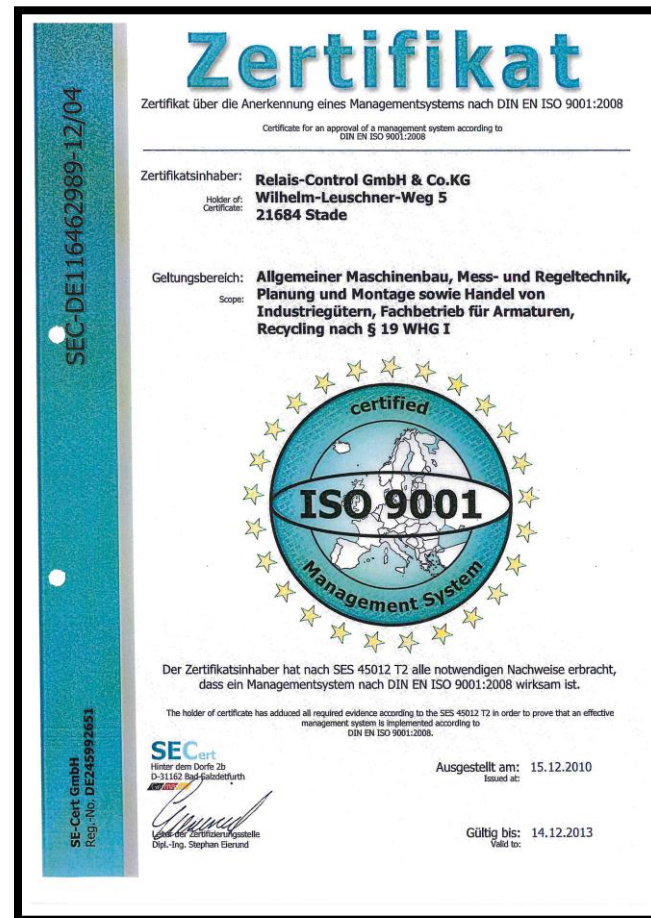 Zertifikat
Zertifikat über die Anerkennung eines Managementsystems nach DIN EN ISO 9001:2008
Certificate for an approval of a management system according to
DIN EN ISO 9001:2008
SEC-DE116462989-12/04
Zertifikatsinhaber:
Holder of
Certificate:
Relais-Control GmbH & Co.KG
Wilhelm-Leuschner-Weg 5
21684 Stade
Geltungsbereich:
Scope:
Allgemeiner Maschinenbau, Mess- und Regeltechnik,
Planung und Montage sowie Handel von
Industriegütern, Fachbetrieb für Armaturen,
Recycling nach § 19 WHG I
certified
ISO 9001
Management System
Der Zertifikatsinhaber hat nach SES 45012 T2 alle notwendigen Nachweise erbracht,
dass ein Managementsystem nach DIN EN ISO 9001:2008 wirksam ist.
The holder of certificate has adduced all required evidence according to the SES 45012 T2 in order to prove that an effective
management system is implemented according to
DIN EN ISO 9001:2008.
SECert
Hinter dem Dorfe 2b
D-31162 Bad Salzdetfurth
Leiter der Zertifizierungsstelle
Dipl.-Ing. Stephan Eierund
Ausgestellt am: 15.12.2010
Issued at:
Gültig bis: 14.12.2013
Valid to:
SE-Cert GmbH
Reg.-No. DE245992651